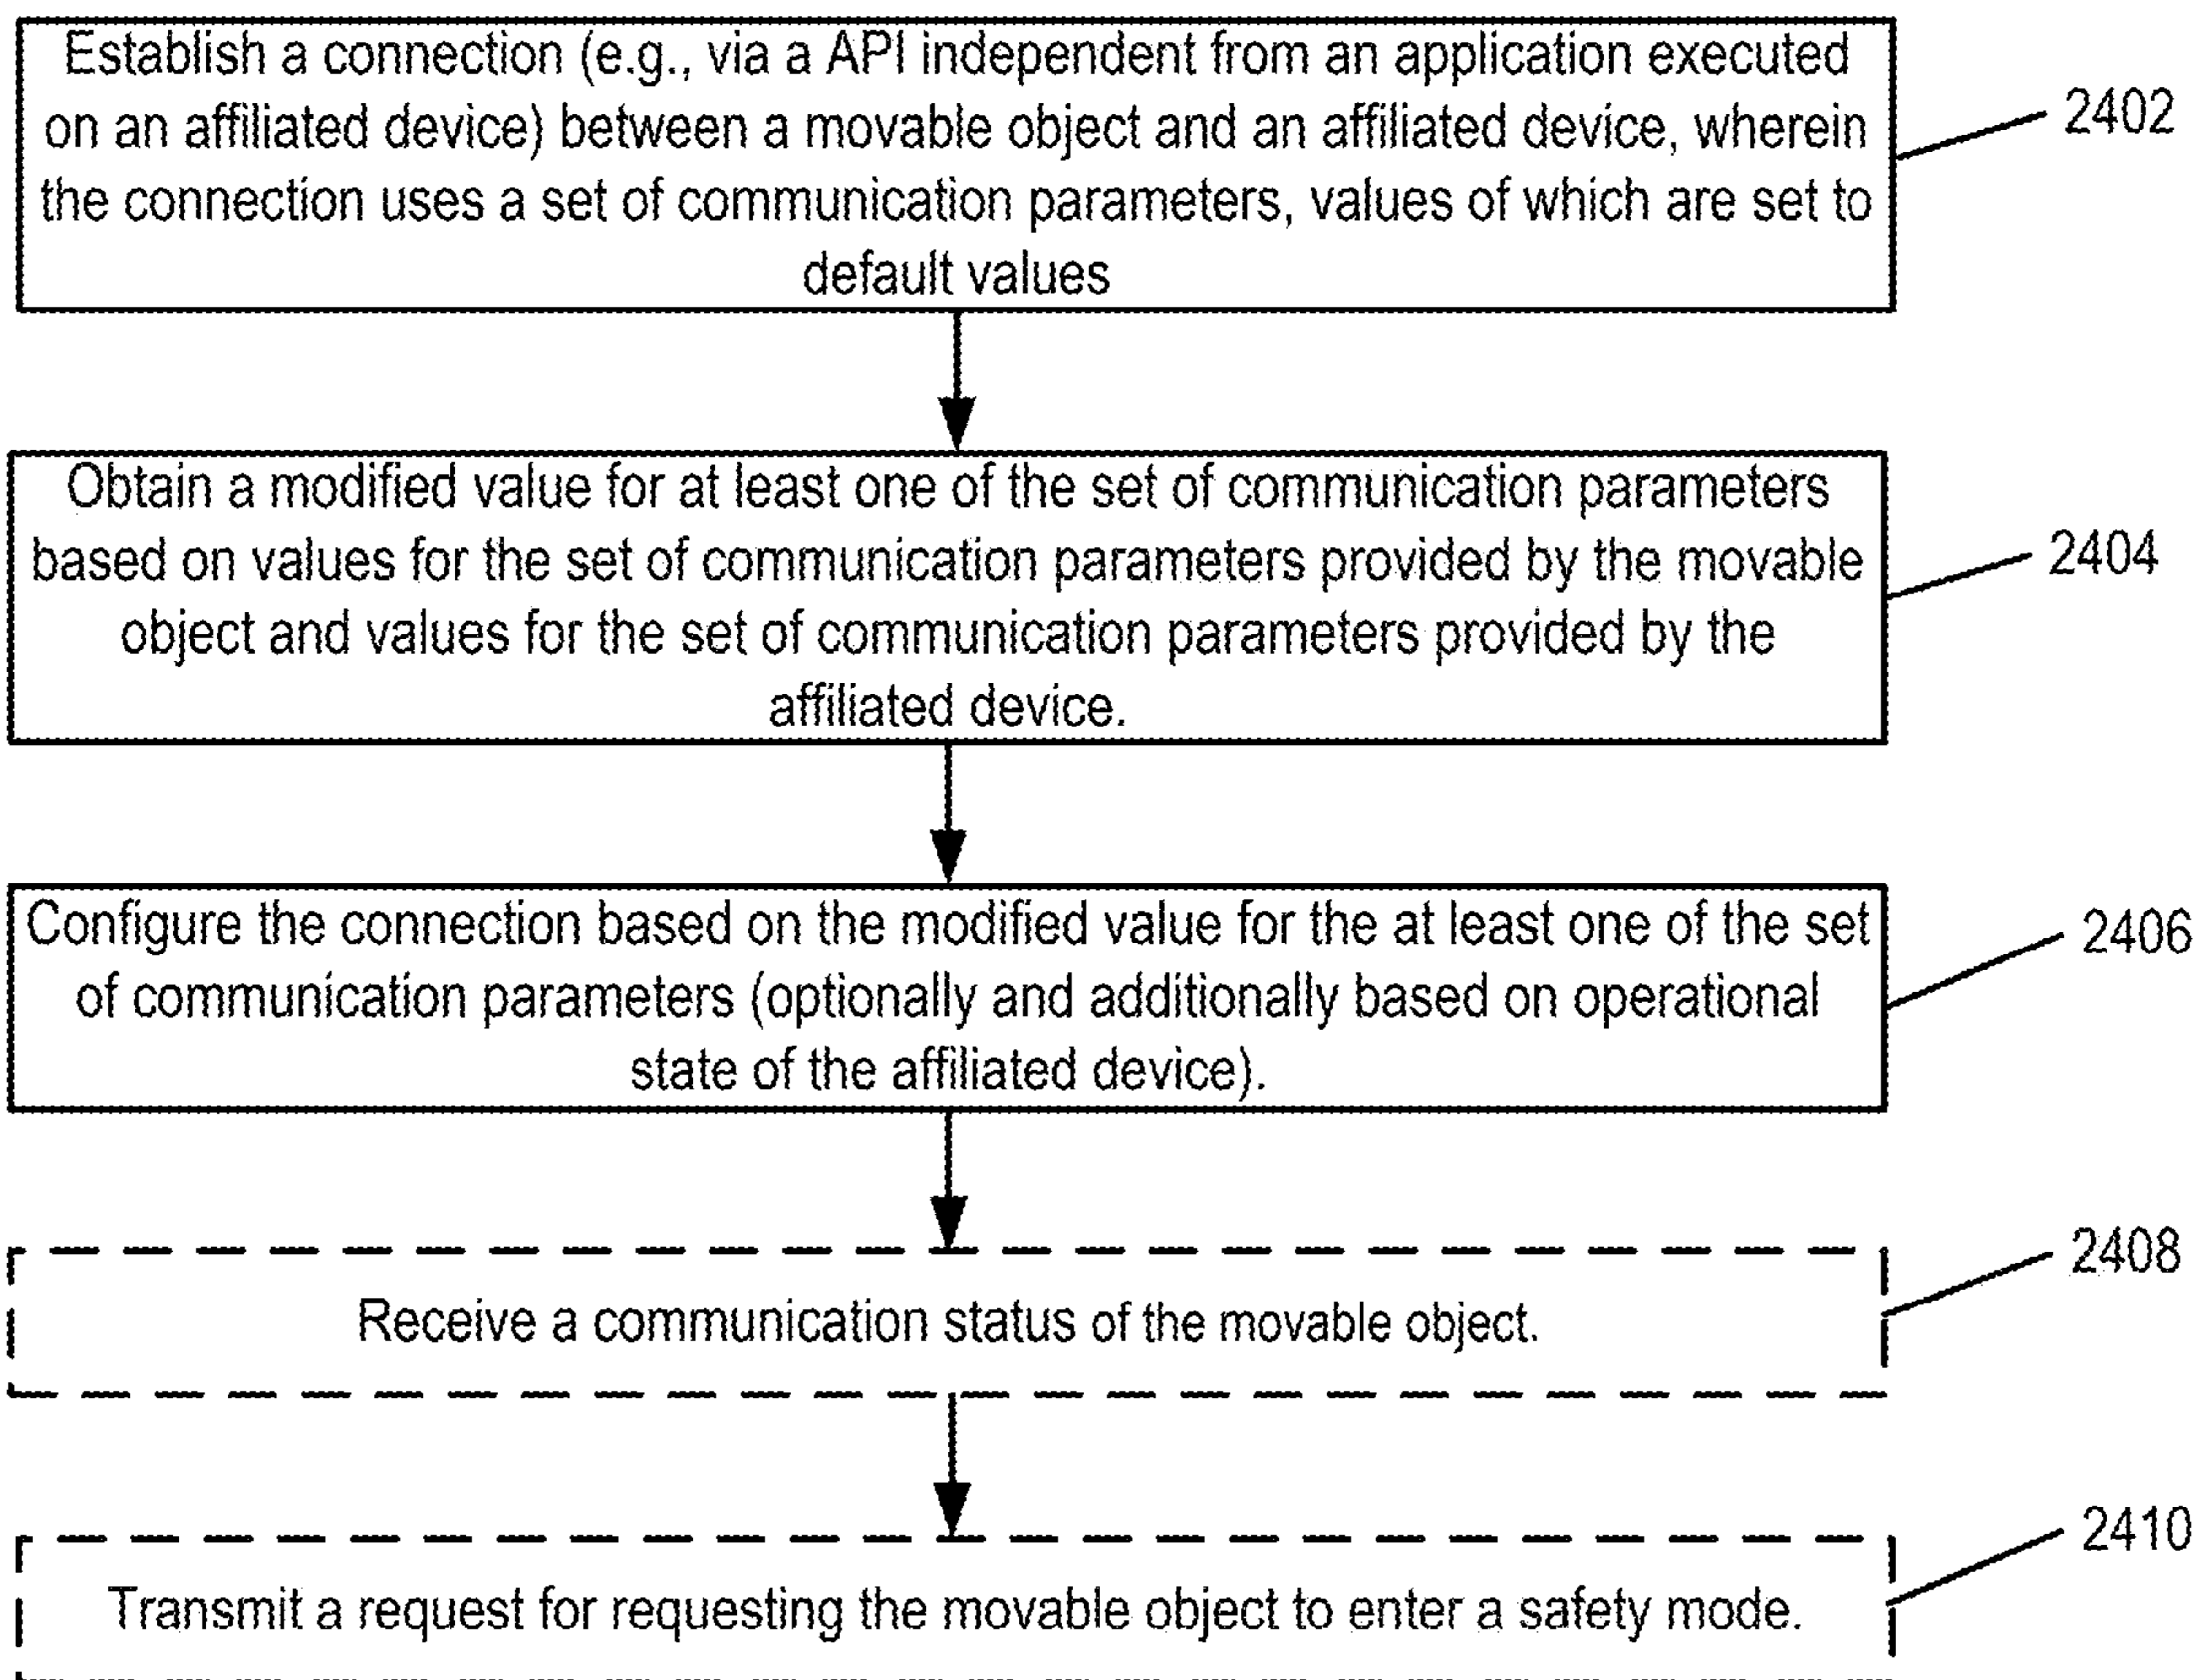 Establish a connection (e.g., via a API independent from an application executed
on an affiliated device) between a movable object and an affiliated device, wherein
the connection uses a set of communication parameters, values of which are set to
default values
2402
Obtain a modified value for at least one of the set of communication parameters
based on values for the set of communication parameters provided by the movable
object and values for the set of communication parameters provided by the
affiliated device.
2404
Configure the connection based on the modified value for the at least one of the set
of communication parameters (optionally and additionally based on operational
state of the affiliated device).
2406
Receive a communication status of the movable object.
2408
Transmit a request for requesting the movable object to enter a safety mode.
2410